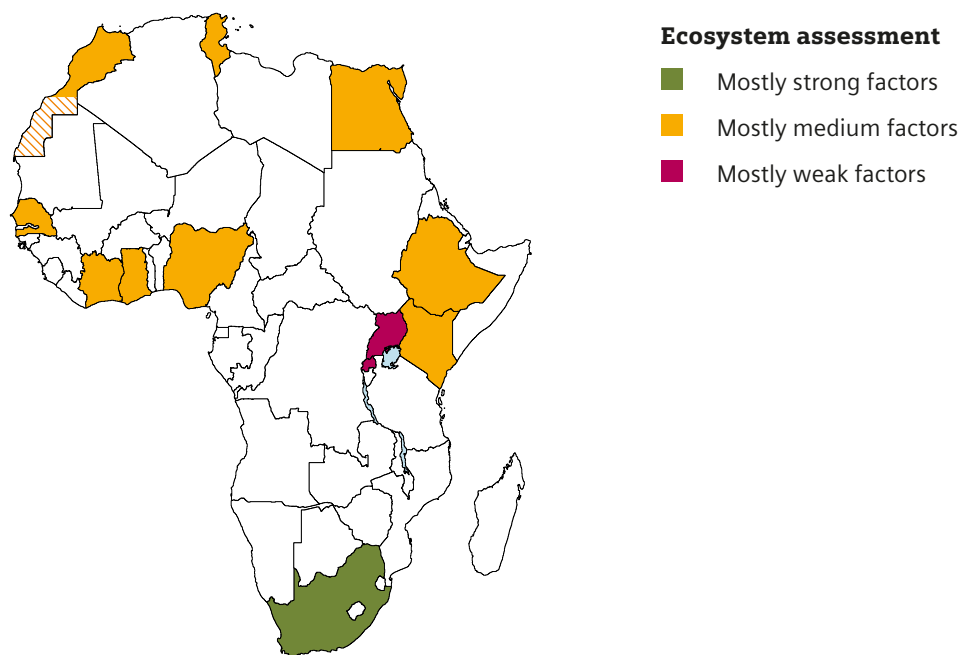 Ecosystem assessment
Mostly strong factors
Mostly medium factors
Mostly weak factors